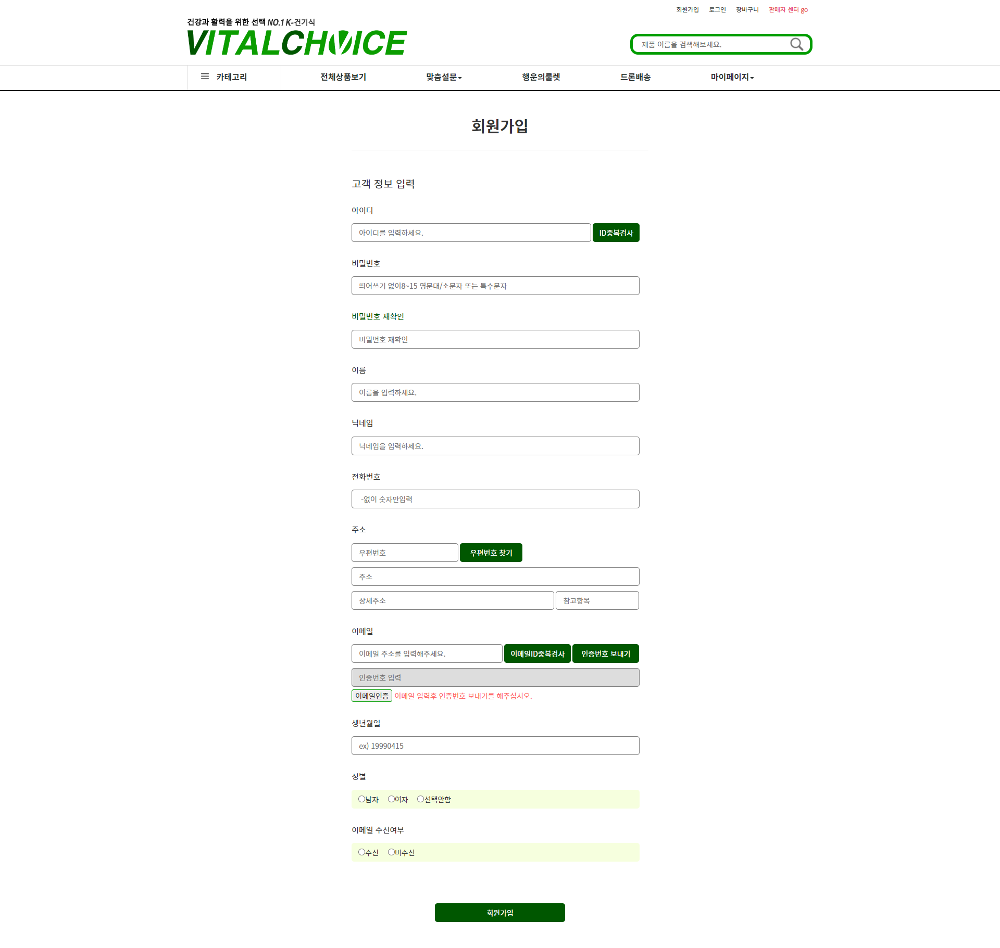 회원가입 로그인 장바구니 판매자 센터 go
건강과 활력을 위한 선택 NO.1 K-건기식
VITALCHOICE
제품 이름을 검색해보세요.
카테고리 전체상품보기 맞춤설문 행운의룰렛 드론배송 마이페이지
회원가입
고객 정보 입력
아이디
아이디를 입력하세요. ID중복검사
비밀번호
띄어쓰기 없이8~15 영문대/소문자 또는 특수문자
비밀번호 재확인
비밀번호 재확인
이름
이름을 입력하세요.
닉네임
닉네임을 입력하세요.
전화번호
-없이 숫자만입력
주소
우편번호 우편번호 찾기
주소
상세주소 참고항목
이메일
이메일 주소를 입력해주세요. 이메일ID중복검사 인증번호 보내기
인증번호 입력
이메일인증 이메일 입력후 인증번호 보내기를 해주십시오.
생년월일
ex) 19990415
성별
남자 여자 선택안함
이메일 수신여부
수신 비수신
회원가입